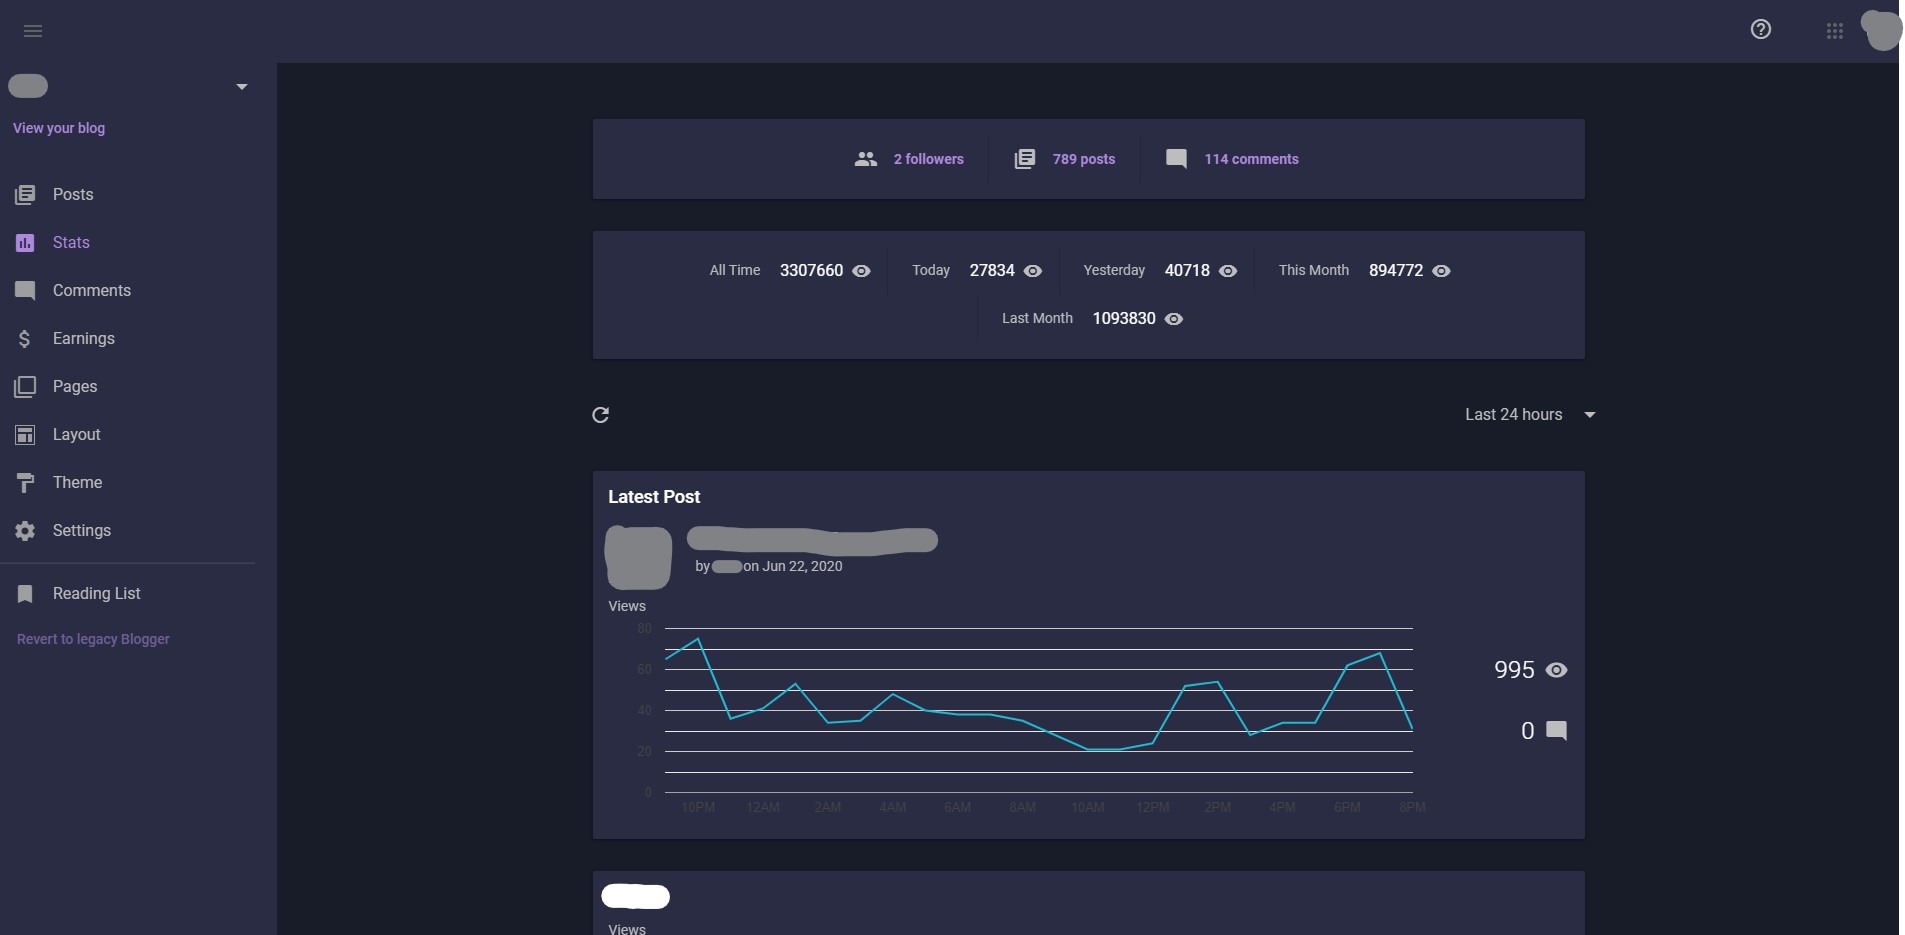 View your blog
Posts
Stats
Comments
Earnings
Pages
Layout
Theme
Settings
Reading List
Revert to legacy Blogger
2 followers 789 posts 114 comments
All Time 3307660 Today 27834 Yesterday 40718 This Month 894772
Last Month 1093830
Last 24 hours
Latest Post
by on Jun 22, 2020
Views
80
60
40
20
0
10PM 12AM 2AM 4AM 6AM 8AM 10AM 12PM 2PM 4PM 6PM 8PM
995
0
Views